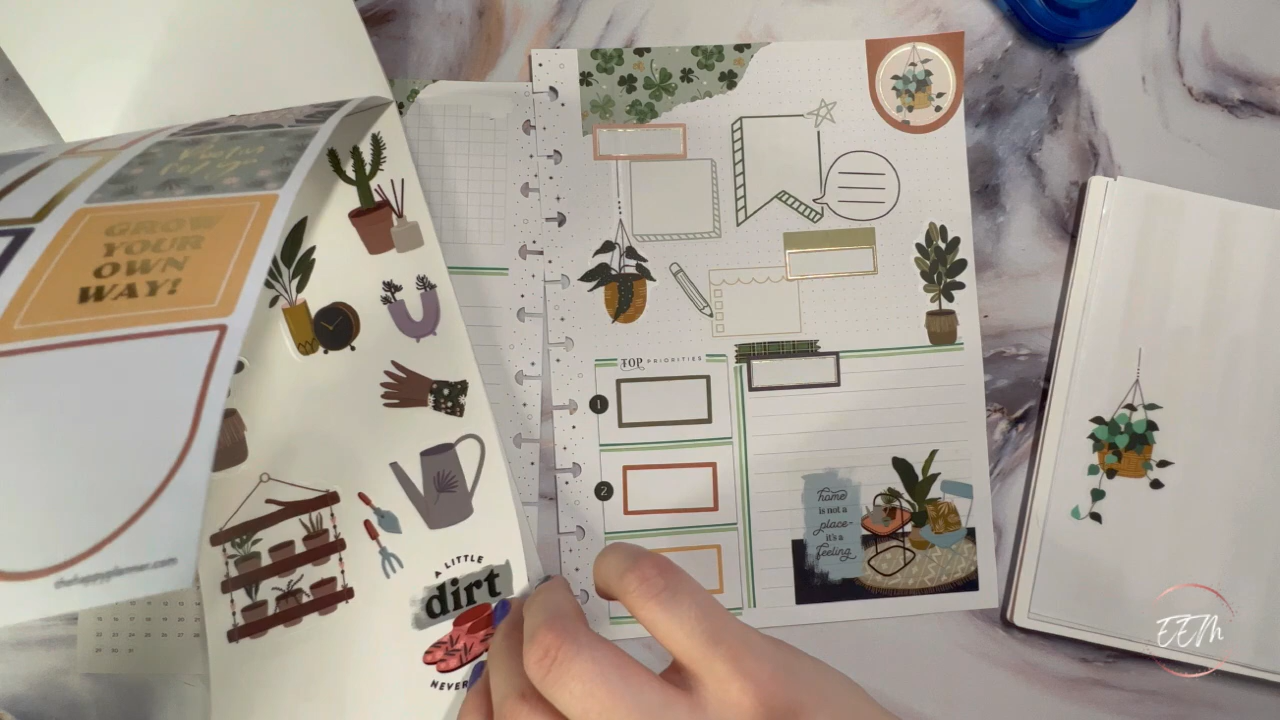 GROW
YOUR
OWN
WAY!
thehappyplanner.com
A LITTLE
dirt
NEVER
TOP PRIORITIES
1
2
home
is not a
place-
it's a
feeling
EEM